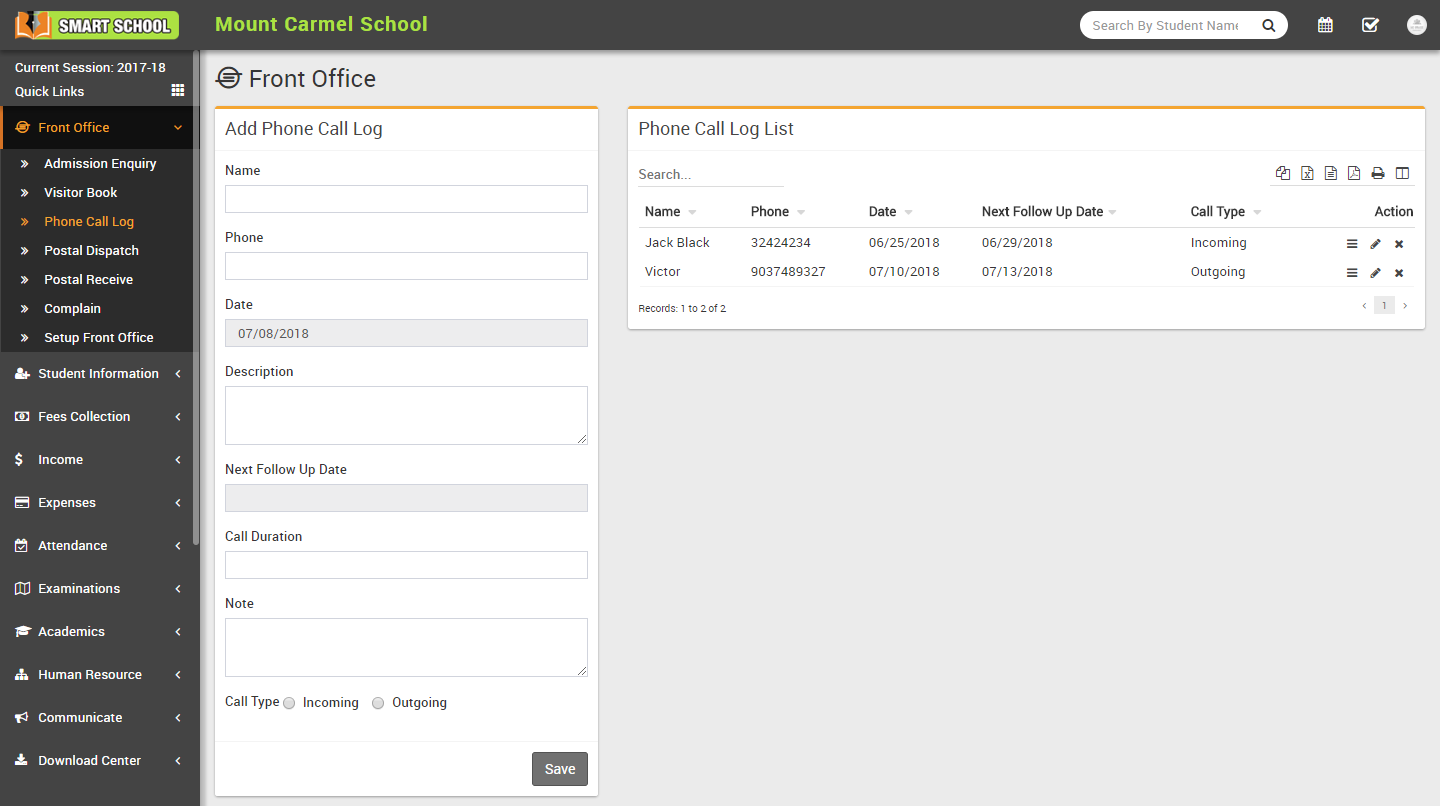 SMART SCHOOL
Mount Carmel School
Search By Student Name
Current Session: 2017-18
Quick Links
Front Office
Admission Enquiry
Visitor Book
Phone Call Log
Postal Dispatch
Postal Receive
Complain
Setup Front Office
Student Information
Fees Collection
Income
Expenses
Attendance
Examinations
Academics
Human Resource
Communicate
Download Center
Front Office
Add Phone Call Log
Name
Phone
Date
07/08/2018
Description
Next Follow Up Date
Call Duration
Note
Call Type Incoming Outgoing
Save
Phone Call Log List
Search...
Name Phone Date Next Follow Up Date Call Type Action
Jack Black 32424234 06/25/2018 06/29/2018 Incoming
Victor 9037489327 07/10/2018 07/13/2018 Outgoing
Records: 1 to 2 of 2
1